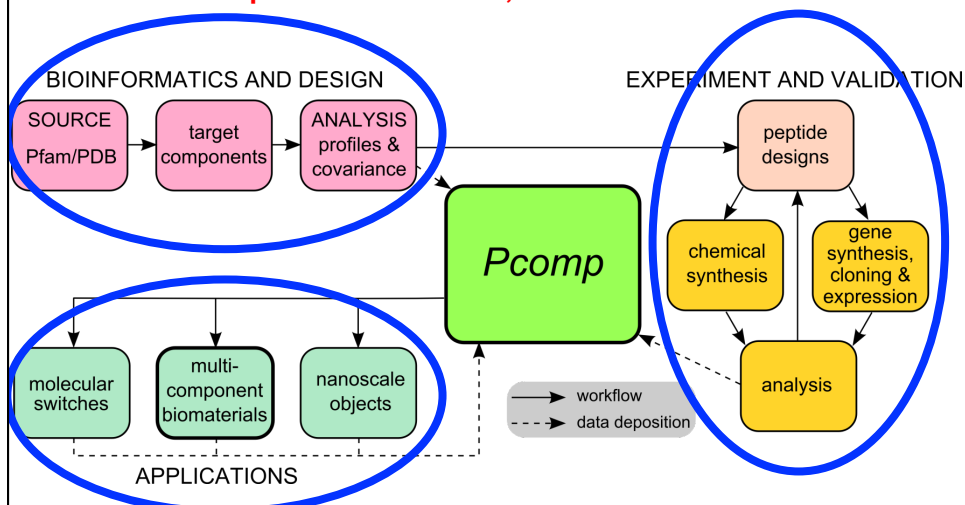 BIOINFORMATICS AND DESIGN
SOURCE
Pfam/PDB
target
components
ANALYSIS
profiles &
covariance
EXPERIMENT AND VALIDATION
peptide
designs
chemical
synthesis
gene
synthesis,
cloning &
expression
analysis
Pcomp
molecular
switches
multi-
component
biomaterials
nanoscale
objects
APPLICATIONS
workflow
data deposition